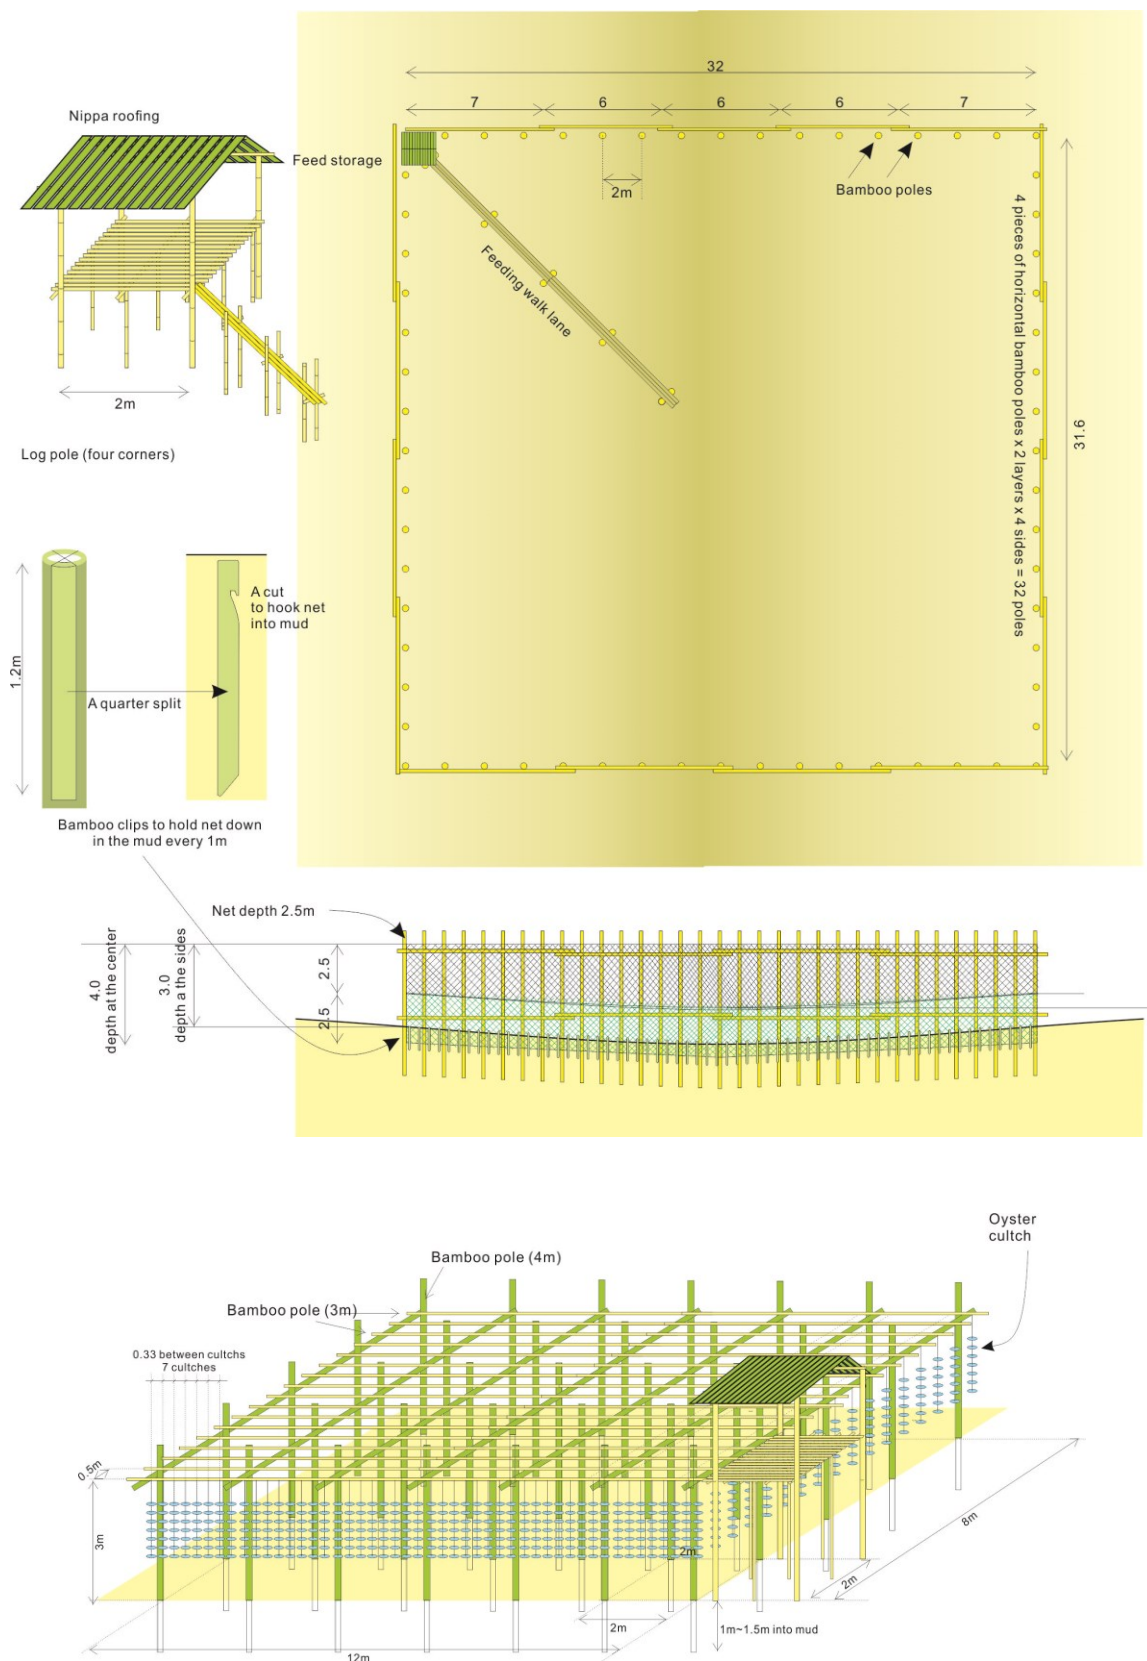 32
7
6
6
6
7
Nippa roofing
Feed storage
2m
Bamboo poles
Feeding walk lane
4 pieces of horizontal bamboo poles x 2 layers x 4 sides = 32 poles
31.6
2m
Log pole (four corners)
1.2m
A cut
to hook net
into mud
A quarter split
Bamboo clips to hold net down
in the mud every 1m
Net depth 2.5m
4.0
depth at the center
3.0
depth a the sides
2.5
2.5
Oyster
cultch
Bamboo pole (4m)
Bamboo pole (3m)
0.33 between cultchs
7 cultches
0.5m
3m
8m
2m
2m
2m
1m~1.5m into mud
12m